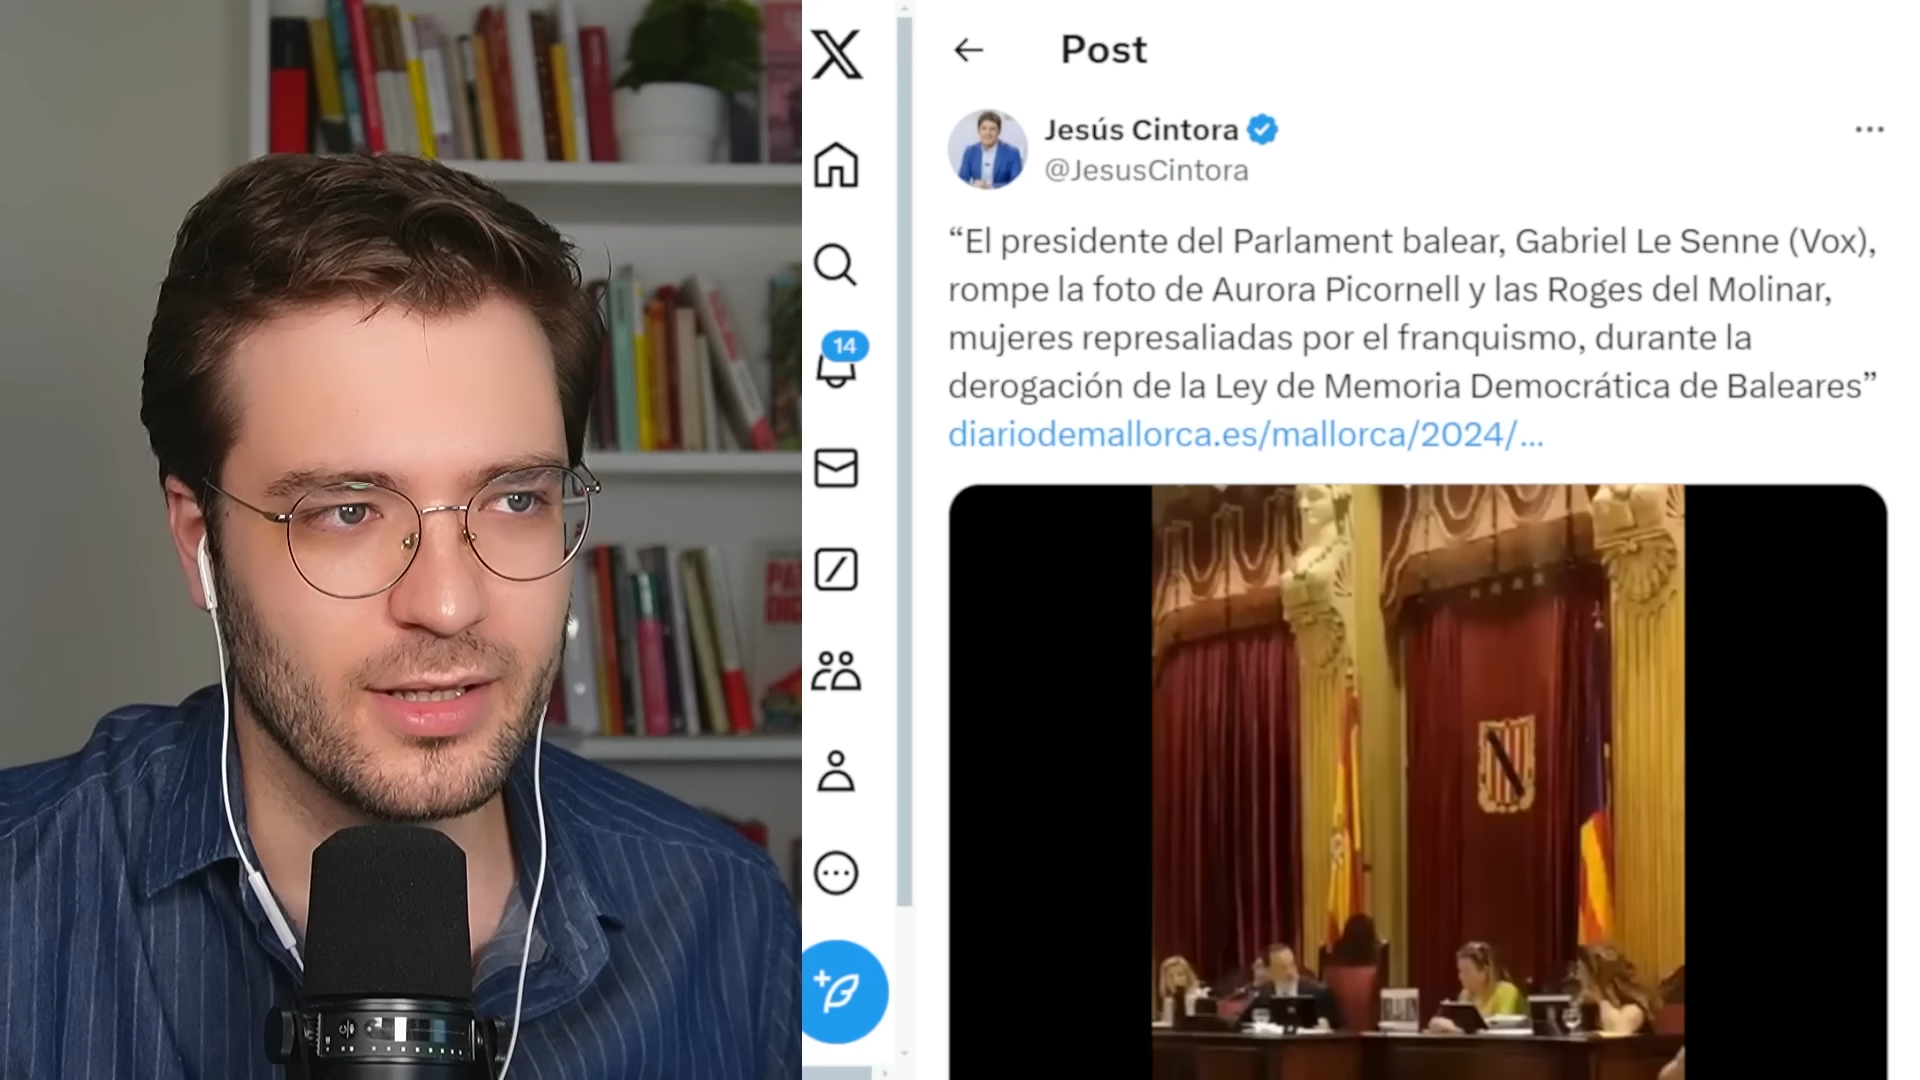 Post
Jesús Cintora
@JesusCintora
“El presidente del Parlament balear, Gabriel Le Senne (Vox),
rompe la foto de Aurora Picornell y las Roges del Molinar,
mujeres represaliadas por el franquismo, durante la
derogación de la Ley de Memoria Democrática de Baleares”
diariodemallorca.es/mallorca/2024/...
14